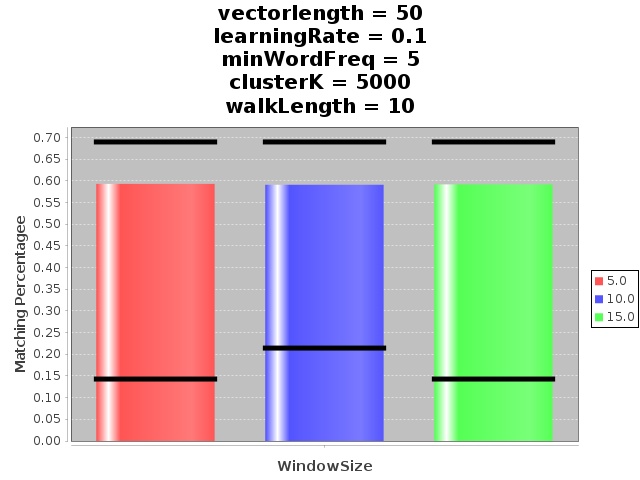 vectorlength = 50
learningRate = 0.1
minWordFreq = 5
clusterK = 5000
walkLength = 10
0.70
0.65
0.60
0.55
0.50
0.45
0.40
0.35
0.30
0.25
0.20
0.15
0.10
0.05
0.00
Matching Percentagee
WindowSize
5.0
10.0
15.0